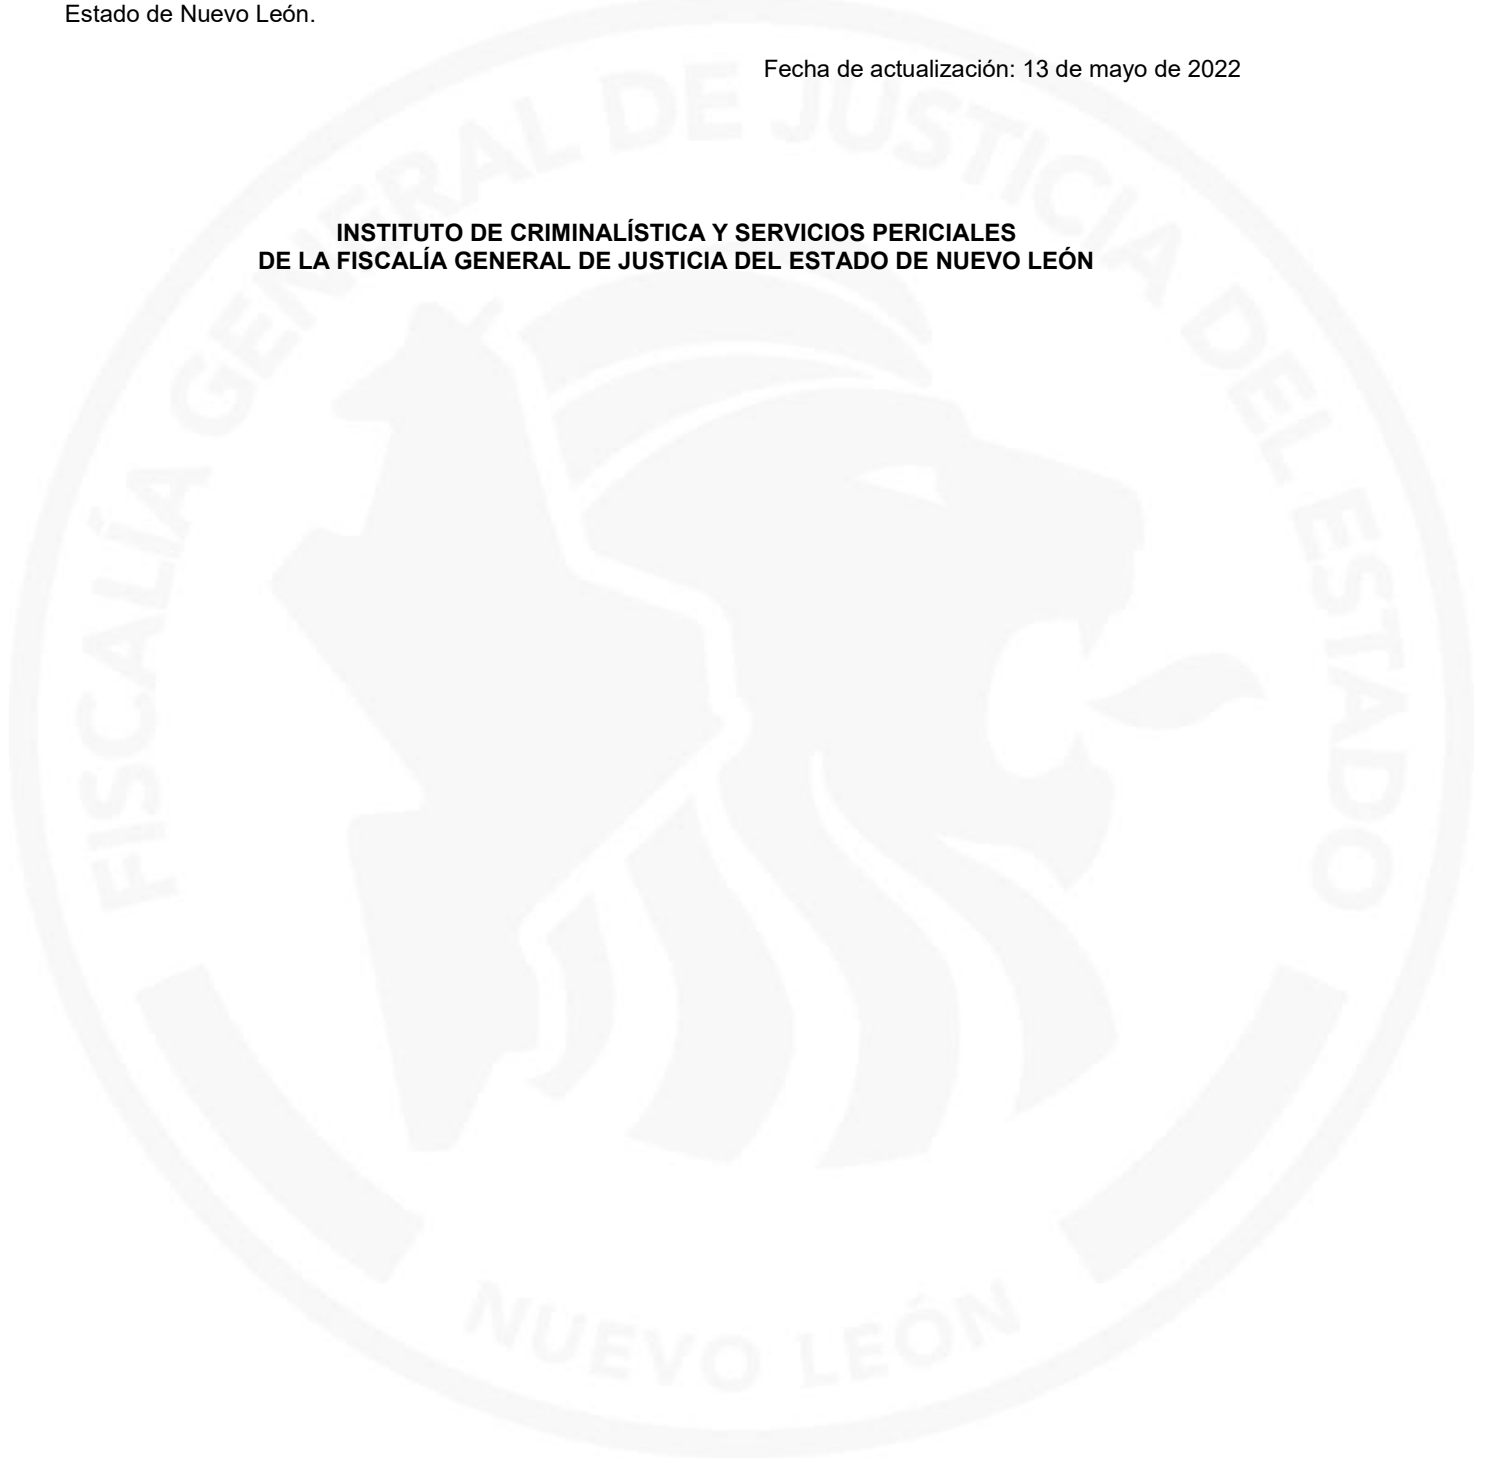 Estado de Nuevo León.
Fecha de actualización: 13 de mayo de 2022
INSTITUTO DE CRIMINALÍSTICA Y SERVICIOS PERICIALES
DE LA FISCALÍA GENERAL DE JUSTICIA DEL ESTADO DE NUEVO LEÓN
FISCALÍA GENERAL DE JUSTICIA DEL ESTADO
NUEVO LEÓN